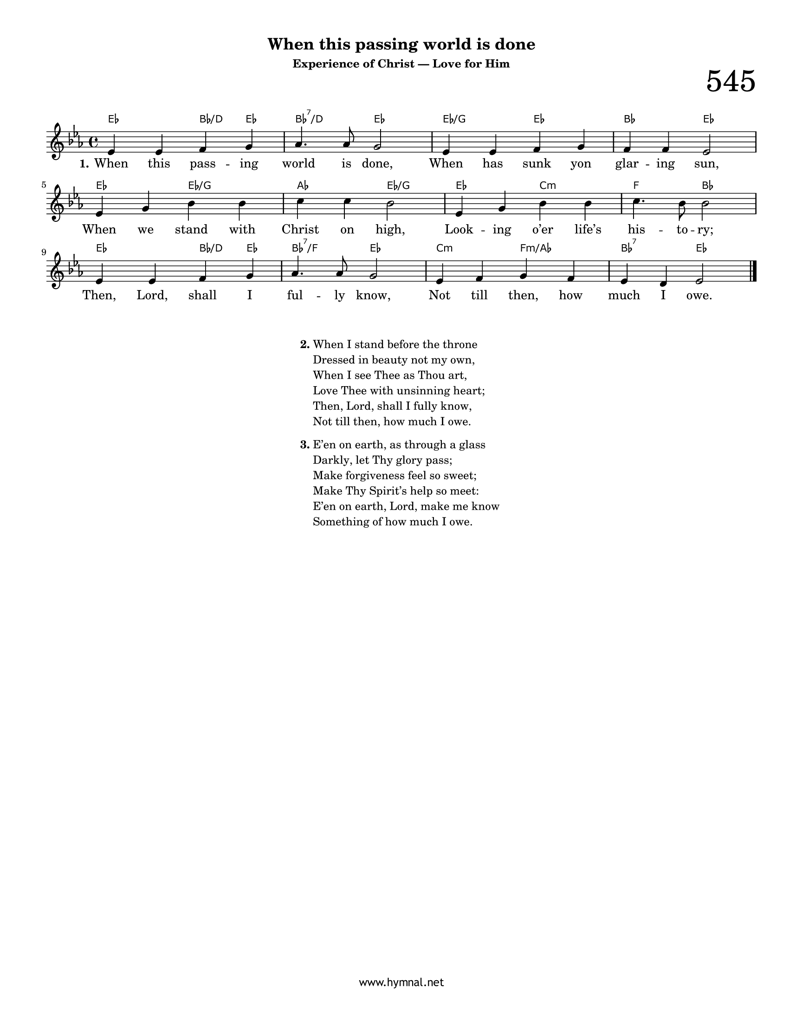 When this passing world is done
Experience of Christ — Love for Him
545
E♭ B♭/D E♭ B♭7/D E♭ E♭/G E♭ B♭ E♭
1. When this pass - ing world is done, When has sunk yon glar - ing sun,
5 E♭ E♭/G A♭ E♭/G E♭ Cm F B♭
When we stand with Christ on high, Look - ing o'er life's his - to - ry;
9 E♭ B♭/D E♭ B♭7/F E♭ Cm Fm/A♭ B♭7 E♭
Then, Lord, shall I ful - ly know, Not till then, how much I owe.
2. When I stand before the throne
Dressed in beauty not my own,
When I see Thee as Thou art,
Love Thee with unsinning heart;
Then, Lord, shall I fully know,
Not till then, how much I owe.
3. E'en on earth, as through a glass
Darkly, let Thy glory pass;
Make forgiveness feel so sweet;
Make Thy Spirit's help so meet:
E'en on earth, Lord, make me know
Something of how much I owe.
www.hymnal.net